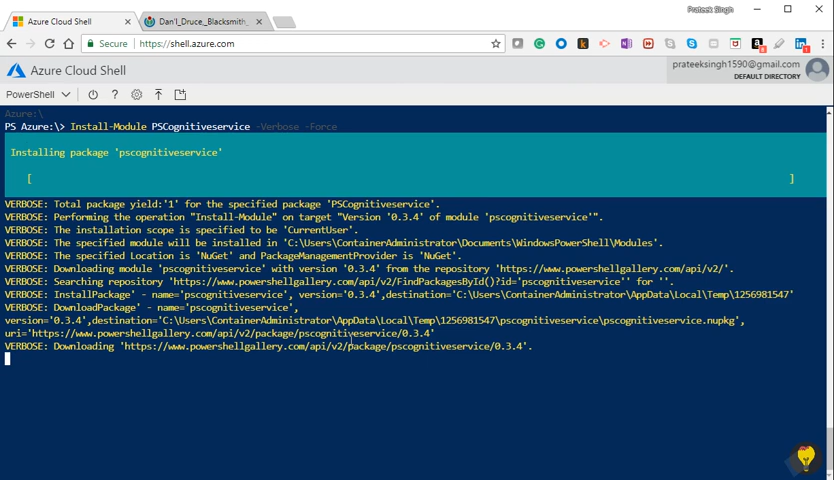 Prateek Singh
Azure Cloud Shell
Dan'l_Druce_Blacksmith_
Secure
https://shell.azure.com
Azure Cloud Shell
prateeksingh1590@gmail.com
DEFAULT DIRECTORY
PowerShell
Azure:\
PS Azure:\> Install-Module PSCognitiveservice -Verbose -Force
Installing package 'pscognitiveservice'
[ ]
VERBOSE: Total package yield:'1' for the specified package 'PSCognitiveservice'.
VERBOSE: Performing the operation "Install-Module" on target "Version '0.3.4' of module 'pscognitiveservice'".
VERBOSE: The installation scope is specified to be 'CurrentUser'.
VERBOSE: The specified module will be installed in 'C:\Users\ContainerAdministrator\Documents\WindowsPowerShell\Modules'.
VERBOSE: The specified Location is 'NuGet' and PackageManagementProvider is 'NuGet'.
VERBOSE: Downloading module 'pscognitiveservice' with version '0.3.4' from the repository 'https://www.powershellgallery.com/api/v2/'.
VERBOSE: Searching repository 'https://www.powershellgallery.com/api/v2/FindPackagesById()?id='pscognitiveservice'' for ''.
VERBOSE: InstallPackage' - name='pscognitiveservice', version='0.3.4',destination='C:\Users\ContainerAdministrator\AppData\Local\Temp\1256981547'
VERBOSE: DownloadPackage' - name='pscognitiveservice',
version='0.3.4',destination='C:\Users\ContainerAdministrator\AppData\Local\Temp\1256981547\pscognitiveservice\pscognitiveservice.nupkg',
uri='https://www.powershellgallery.com/api/v2/package/pscognitiveservice/0.3.4'
VERBOSE: Downloading 'https://www.powershellgallery.com/api/v2/package/pscognitiveservice/0.3.4'.